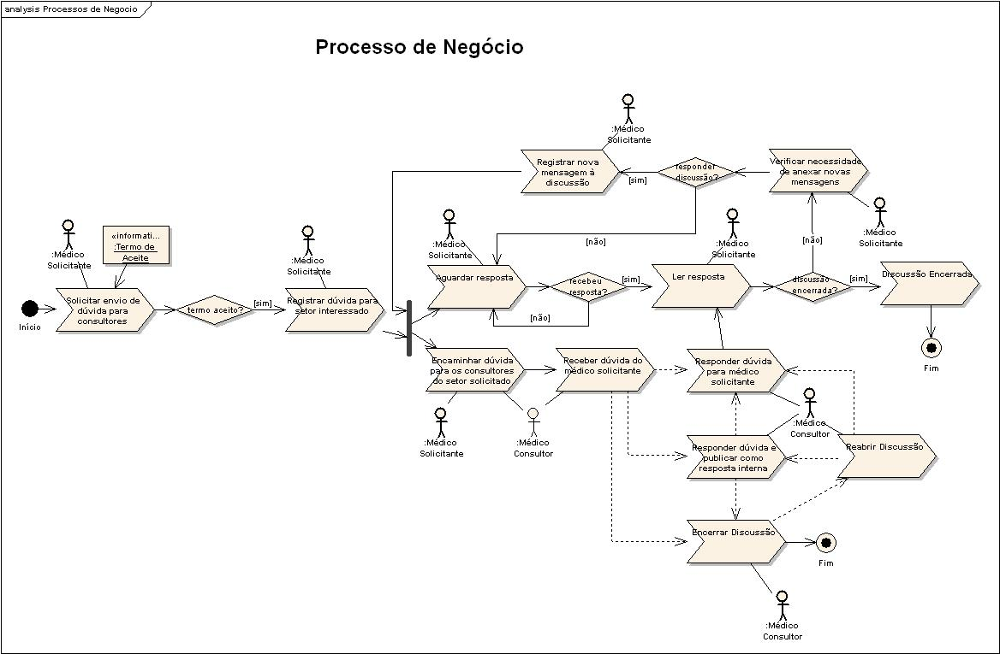 analysis Processos de Negocio
Processo de Negócio
:Médico
Solicitante
Registrar nova
mensagem à
discussão
[sim]
responder
discussão?
Verificar necessidade
de anexar novas
mensagens
:Médico
Solicitante
[não]
[não]
:Médico
Solicitante
«informati...
:Termo de
Aceite
:Médico
Solicitante
:Médico
Solicitante
:Médico
Solicitante
Início
Solicitar envio de
dúvida para
consultores
termo aceito?
[sim]
Registrar dúvida para
setor interessado
Aguardar resposta
recebeu
resposta?
[sim]
[não]
Ler resposta
discussão
encerrada?
[sim]
Discussão Encerrada
Fim
Encaminhar dúvida
para os consultores
do setor solicitado
Receber dúvida do
médico solicitante
Responder dúvida
para médico
solicitante
:Médico
Solicitante
:Médico
Consultor
:Médico
Consultor
Responder dúvida e
publicar como
resposta interna
Reabrir Discussão
Encerrar Discussão
Fim
:Médico
Consultor